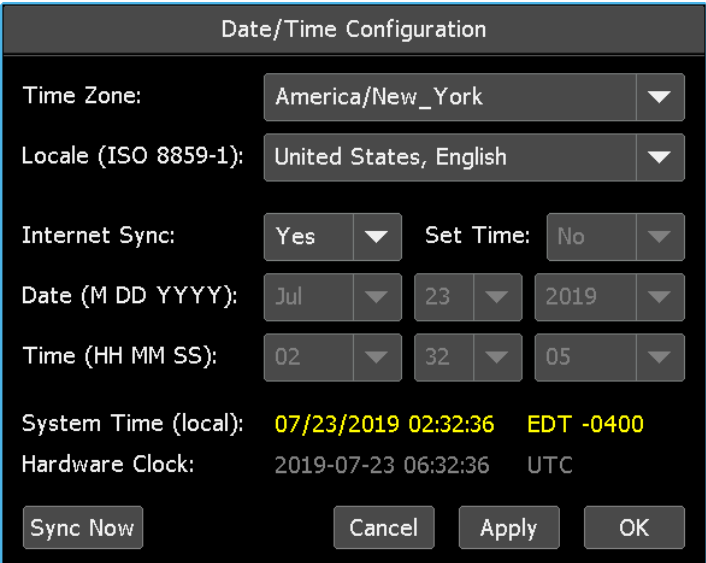 Date/Time Configuration
Time Zone: America/New_York
Locale (ISO 8859-1): United States, English
Internet Sync: Yes Set Time: No
Date (M DD YYYY): Jul 23 2019
Time (HH MM SS): 02 32 05
System Time (local): 07/23/2019 02:32:36 EDT -0400
Hardware Clock: 2019-07-23 06:32:36 UTC
Sync Now Cancel Apply OK